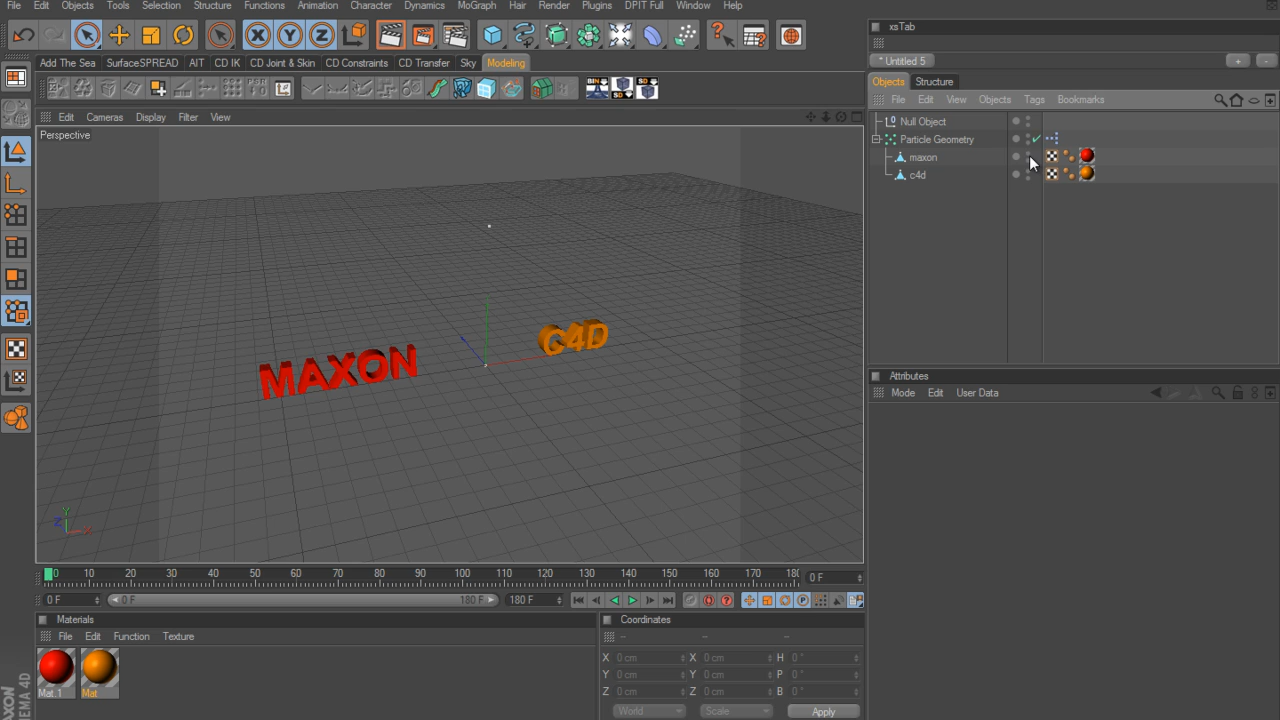 File Edit Objects Tools Selection Structure Functions Animation Character Dynamics MoGraph Hair Render Plugins DPIT Full Window Help
xsTab
Add The Sea SurfaceSPREAD AIT CD IK CD Joint & Skin CD Constraints CD Transfer Sky Modeling
* Untitled 5
Objects Structure
File Edit View Objects Tags Bookmarks
Edit Cameras Display Filter View
Perspective
Null Object
Particle Geometry
maxon
c4d
MAXON C4D
Y
Z X
Attributes
Mode Edit User Data
0 10 20 30 40 50 60 70 80 90 100 110 120 130 140 150 160 170 180 0 F
0 F 0 F 180 F 180 F
Materials
File Edit Function Texture
Mat.1 Mat
Coordinates
-- -- --
X 0 cm X 0 cm H 0 °
Y 0 cm Y 0 cm P 0 °
Z 0 cm Z 0 cm B 0 °
World Scale Apply